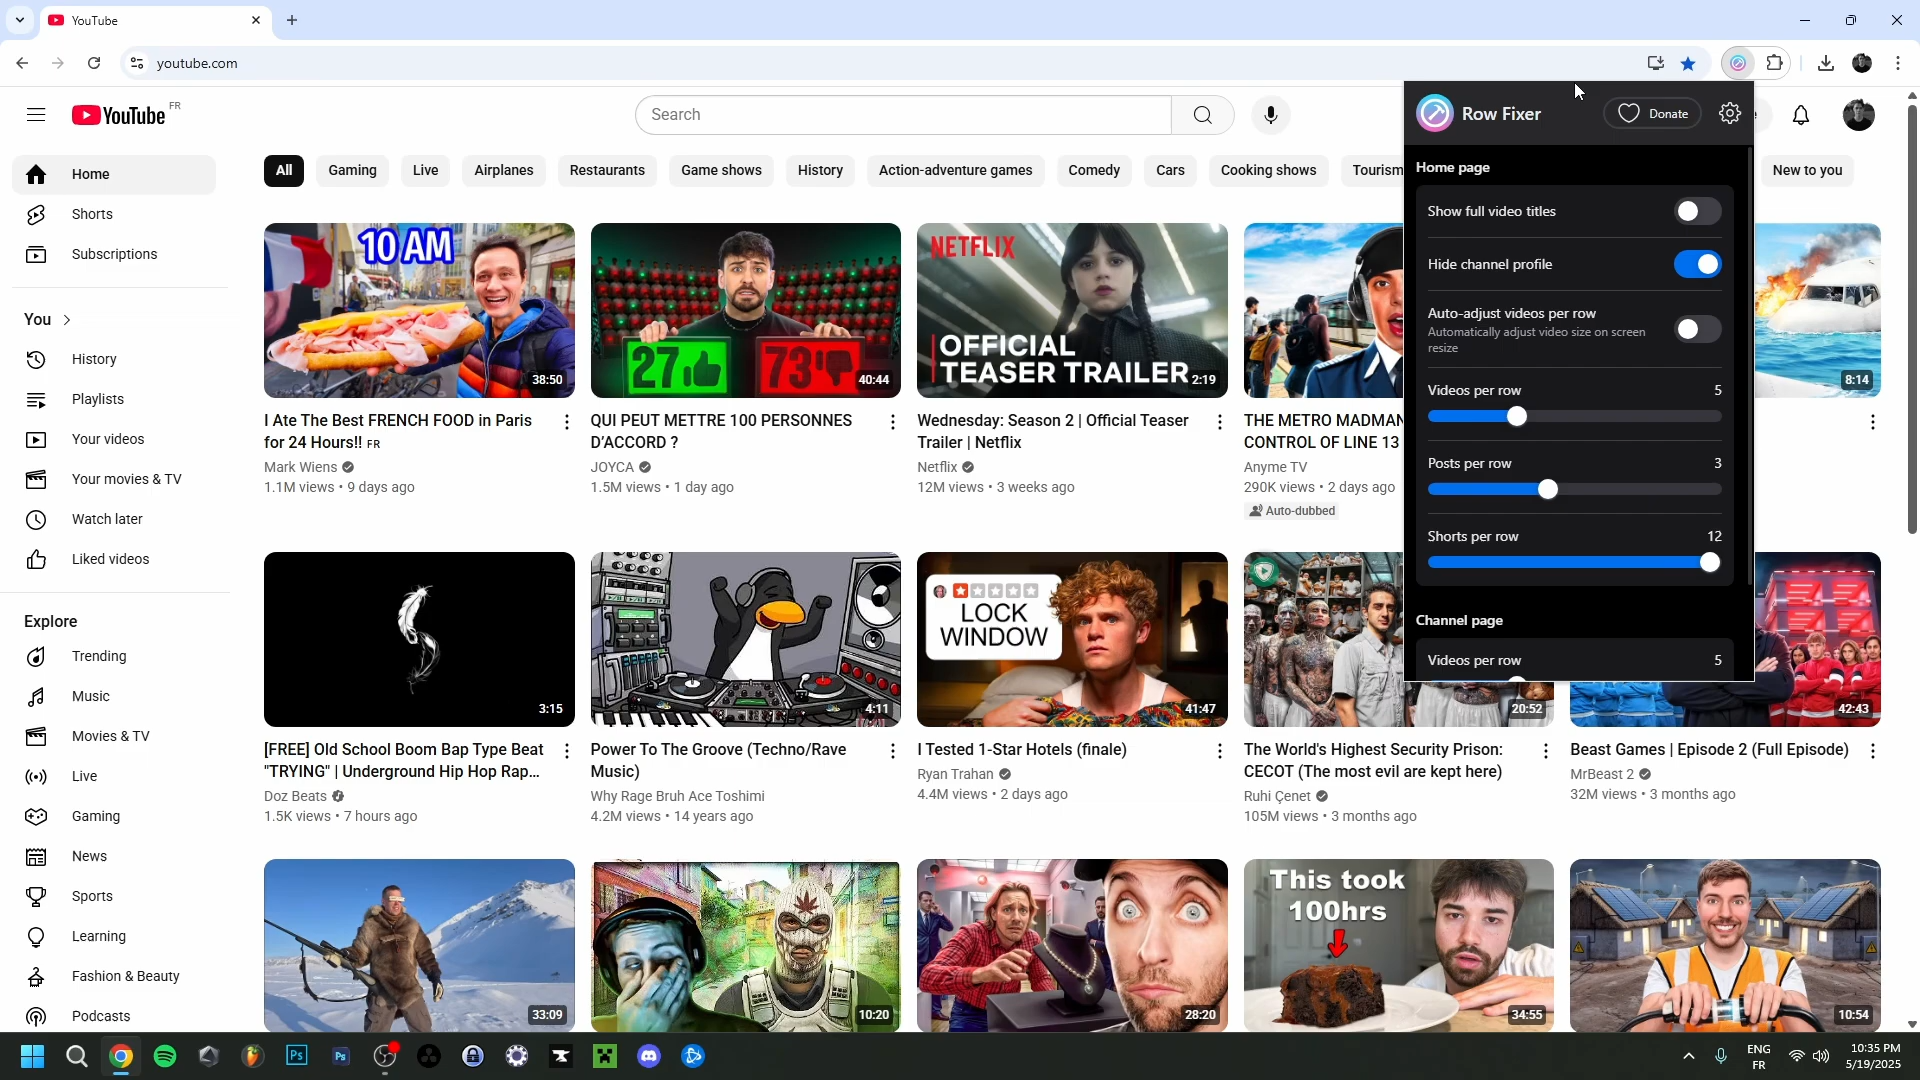 YouTube
youtube.com
YouTube FR
Search
Home
Shorts
Subscriptions
You
History
Playlists
Your videos
Your movies & TV
Watch later
Liked videos
Explore
Trending
Music
Movies & TV
Live
Gaming
News
Sports
Learning
Fashion & Beauty
Podcasts
All
Gaming
Live
Airplanes
Restaurants
Game shows
History
Action-adventure games
Comedy
Cars
Cooking shows
Tourism
New to you
Row Fixer
Donate
Home page
Show full video titles
Hide channel profile
Auto-adjust videos per row
Automatically adjust video size on screen
resize
Videos per row 5
Posts per row 3
Shorts per row 12
Channel page
Videos per row 5
10 AM
38:50
I Ate The Best FRENCH FOOD in Paris
for 24 Hours!! FR
Mark Wiens
1.1M views • 9 days ago
27
73
40:44
QUI PEUT METTRE 100 PERSONNES
D'ACCORD ?
JOYCA
1.5M views • 1 day ago
NETFLIX
OFFICIAL
TEASER TRAILER
2:19
Wednesday: Season 2 | Official Teaser
Trailer | Netflix
Netflix
12M views • 3 weeks ago
THE METRO MADMAN
CONTROL OF LINE 13
Anyme TV
290K views • 2 days ago
Auto-dubbed
8:14
3:15
[FREE] Old School Boom Bap Type Beat
"TRYING" | Underground Hip Hop Rap...
Doz Beats
1.5K views • 7 hours ago
4:11
Power To The Groove (Techno/Rave
Music)
Why Rage Bruh Ace Toshimi
4.2M views • 14 years ago
LOCK
WINDOW
41:47
I Tested 1-Star Hotels (finale)
Ryan Trahan
4.4M views • 2 days ago
20:52
The World's Highest Security Prison:
CECOT (The most evil are kept here)
Ruhi Çenet
105M views • 3 months ago
42:43
Beast Games | Episode 2 (Full Episode)
MrBeast 2
32M views • 3 months ago
33:09
10:20
28:20
This took
100hrs
34:55
10:54
Ps
Ps
ENG
FR
10:35 PM
5/19/2025